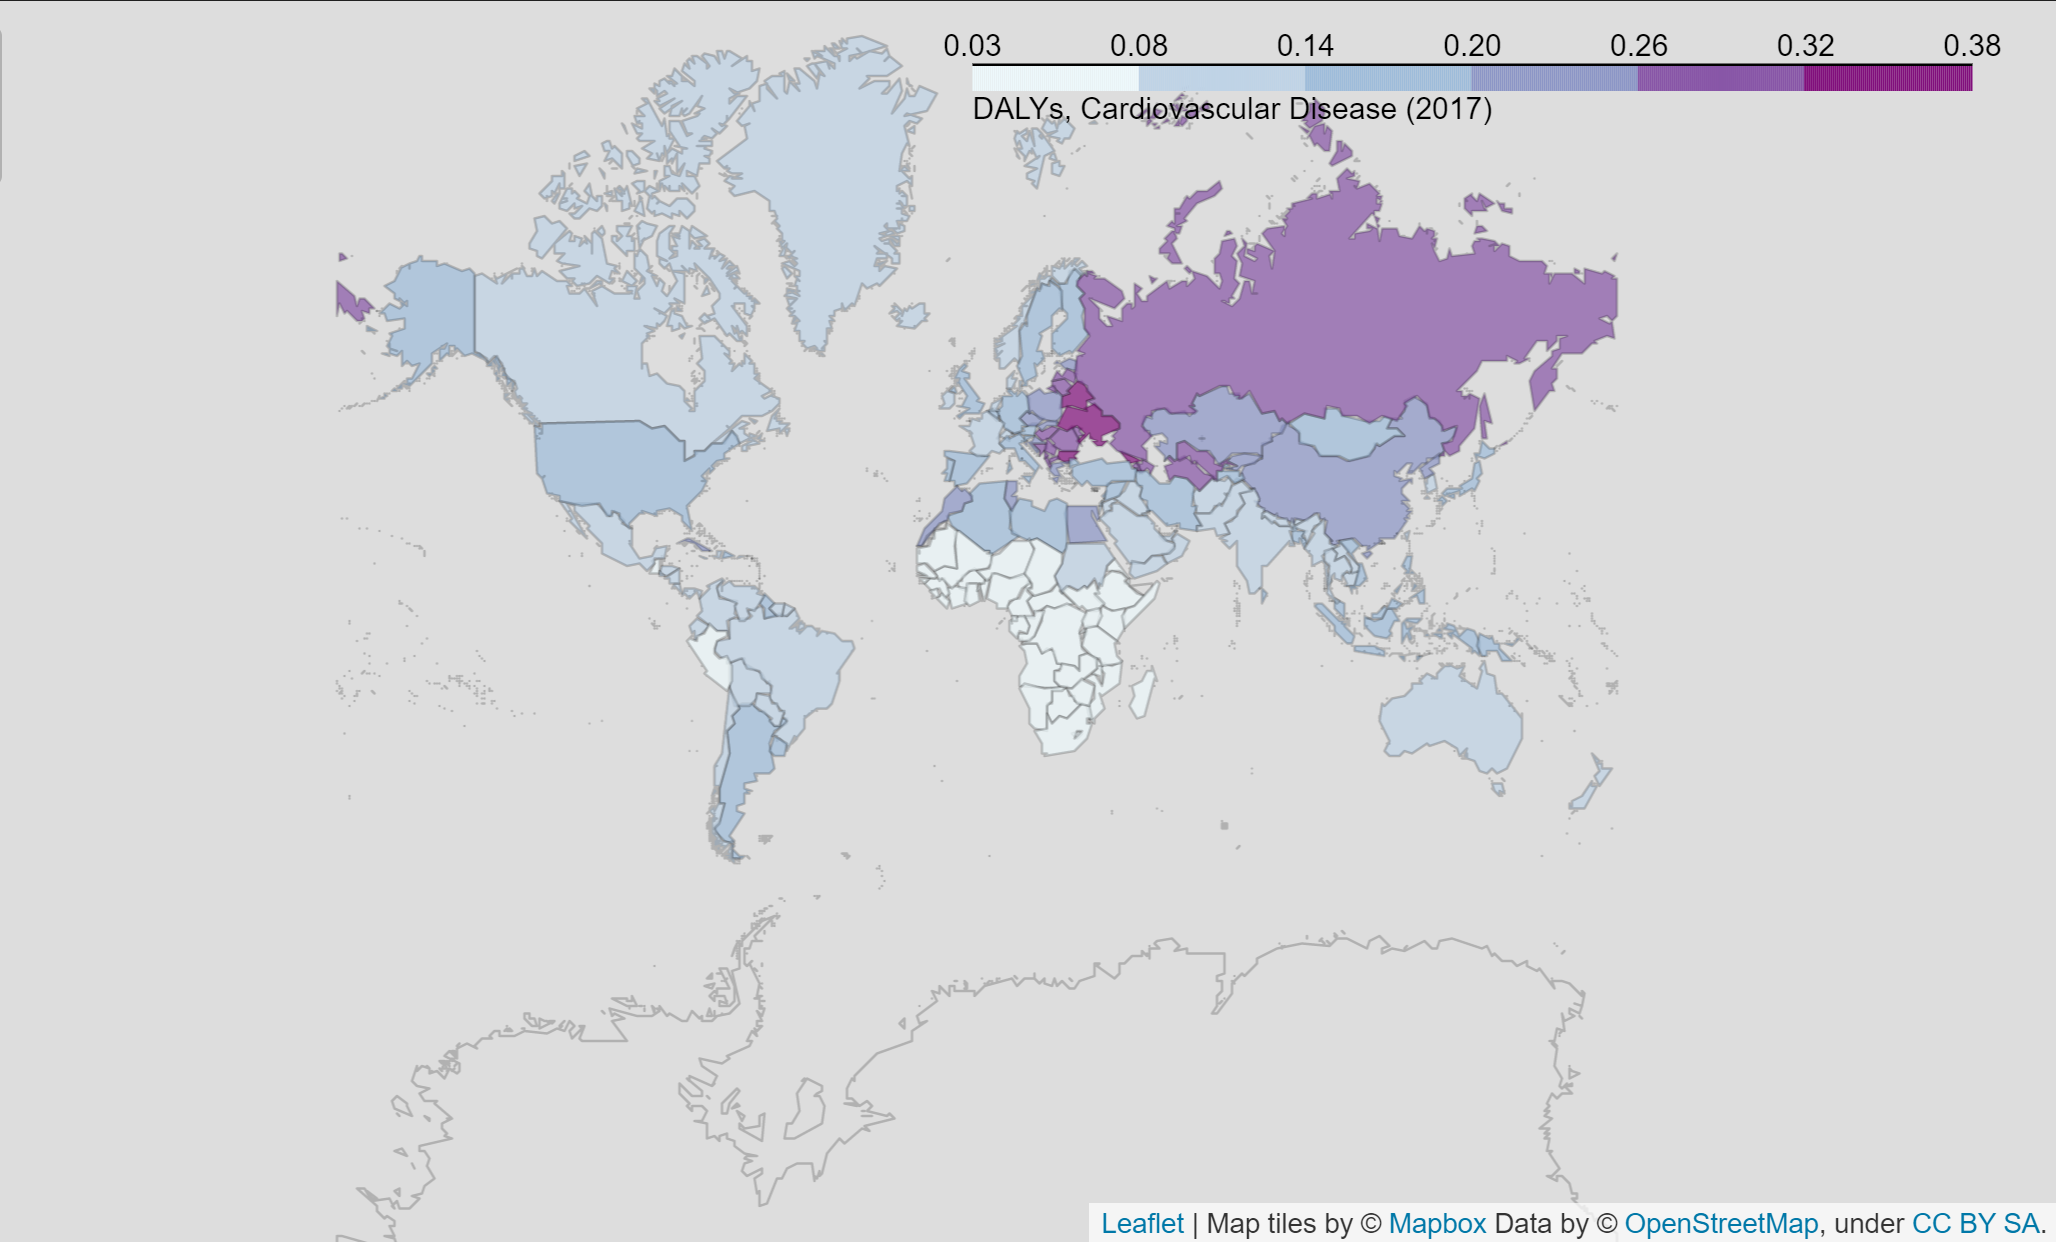 0.03 0.08 0.14 0.20 0.26 0.32 0.38
DALYs, Cardiovascular Disease (2017)
Leaflet | Map tiles by © Mapbox Data by © OpenStreetMap, under CC BY SA.